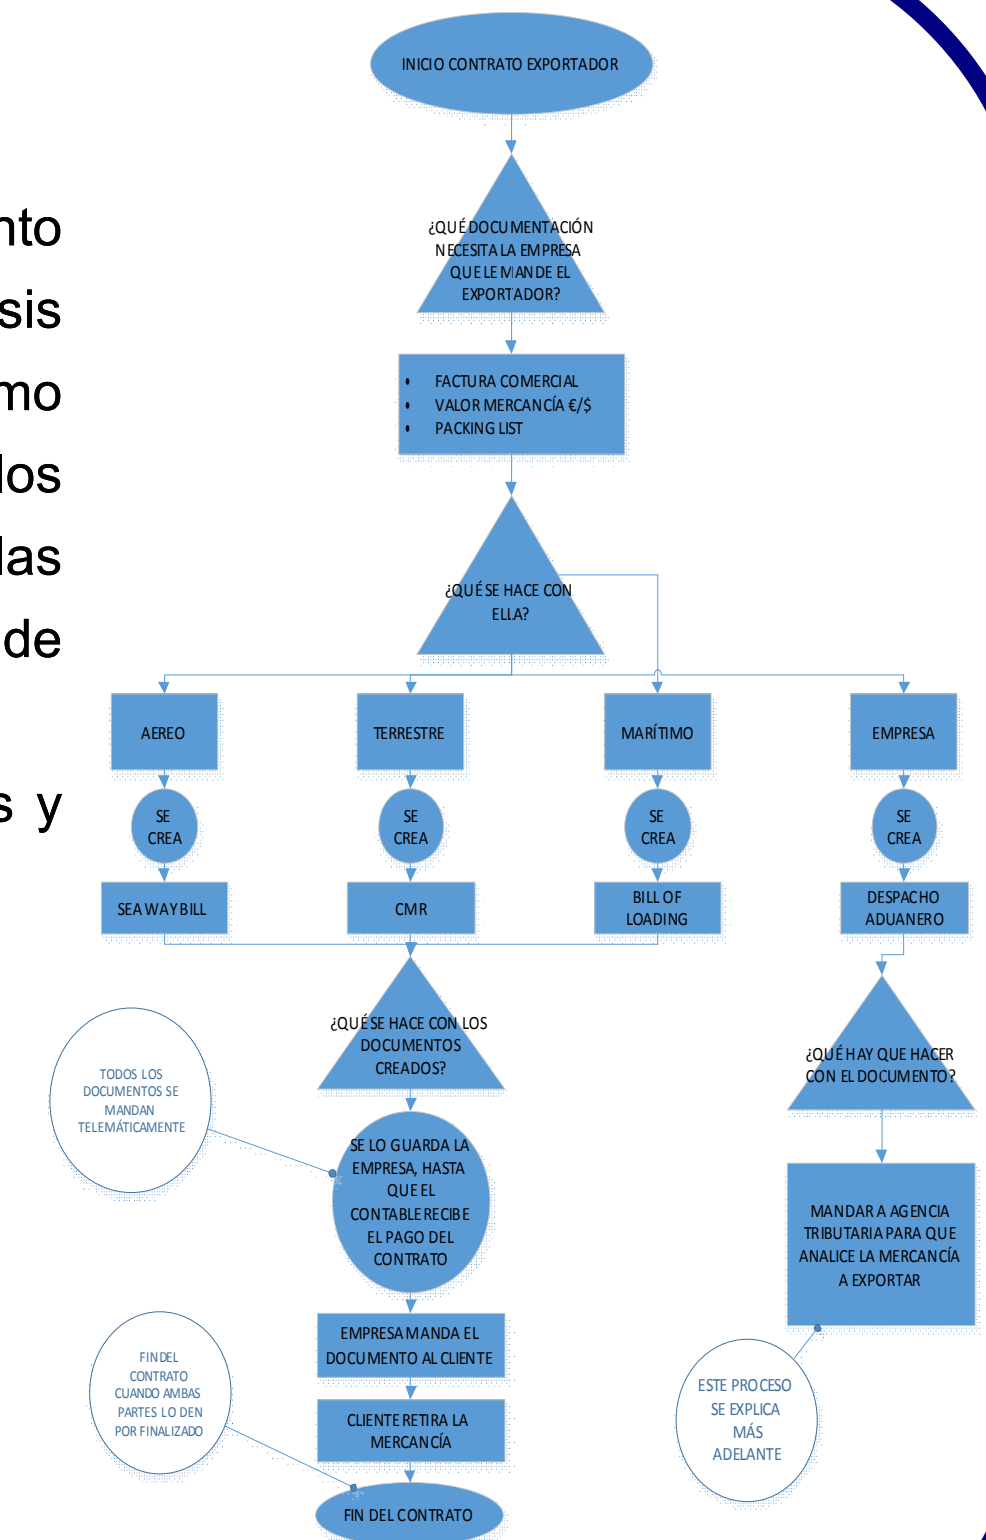 INICIO CONTRATO EXPORTADOR
nto
sis
mo
los
las
de
s y
¿QUÉ DOCUMENTACIÓN
NECESITA LA EMPRESA
QUE LE MANDE EL
EXPORTADOR?
• FACTURA COMERCIAL
• VALOR MERCANCÍA €/$
• PACKING LIST
¿QUÉ SE HACE CON
ELLA?
AEREO
TERRESTRE
MARÍTIMO
EMPRESA
SE
CREA
SE
CREA
SE
CREA
SE
CREA
SEA WAY BILL
CMR
BILL OF
LOADING
DESPACHO
ADUANERO
¿QUÉ SE HACE CON LOS
DOCUMENTOS
CREADOS?
¿QUÉ HAY QUE HACER
CON EL DOCUMENTO?
TODOS LOS
DOCUMENTOS SE
MANDAN
TELEMÁTICAMENTE
SE LO GUARDA LA
EMPRESA, HASTA
QUE EL
CONTABLE RECIBE
EL PAGO DEL
CONTRATO
MANDAR A AGENCIA
TRIBUTARIA PARA QUE
ANALICE LA MERCANCÍA
A EXPORTAR
EMPRESA MANDA EL
DOCUMENTO AL CLIENTE
FIN DEL
CONTRATO
CUANDO AMBAS
PARTES LO DEN
POR FINALIZADO
CLIENTE RETIRA LA
MERCANCÍA
ESTE PROCESO
SE EXPLICA
MÁS
ADELANTE
FIN DEL CONTRATO